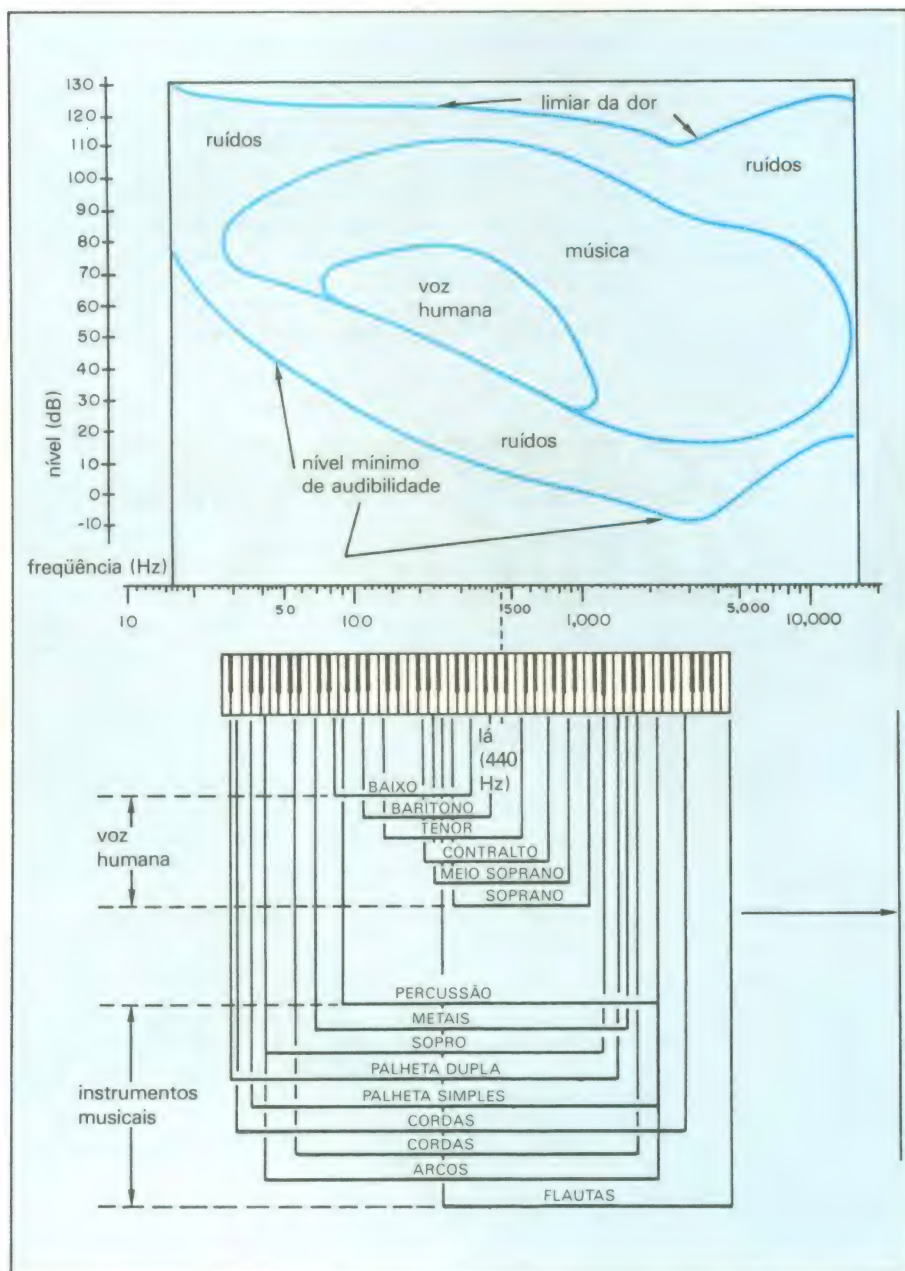 130
limiar da dor
120
ruídos
110
ruídos
100
90
80
música
70
voz
humana
60
50
40
30
20
ruídos
10
nível mínimo
de audibilidade
0
-10
nível (dB)
freqüência (Hz)
10
50
100
500
1,000
5,000
10,000
lá
(440
Hz)
BAIXO
BARÍTONO
TENOR
CONTRALTO
MEIO SOPRANO
SOPRANO
voz
humana
PERCUSSÃO
METAIS
SOPRO
PALHETA DUPLA
PALHETA SIMPLES
CORDAS
CORDAS
ARCOS
FLAUTAS
instrumentos
musicais